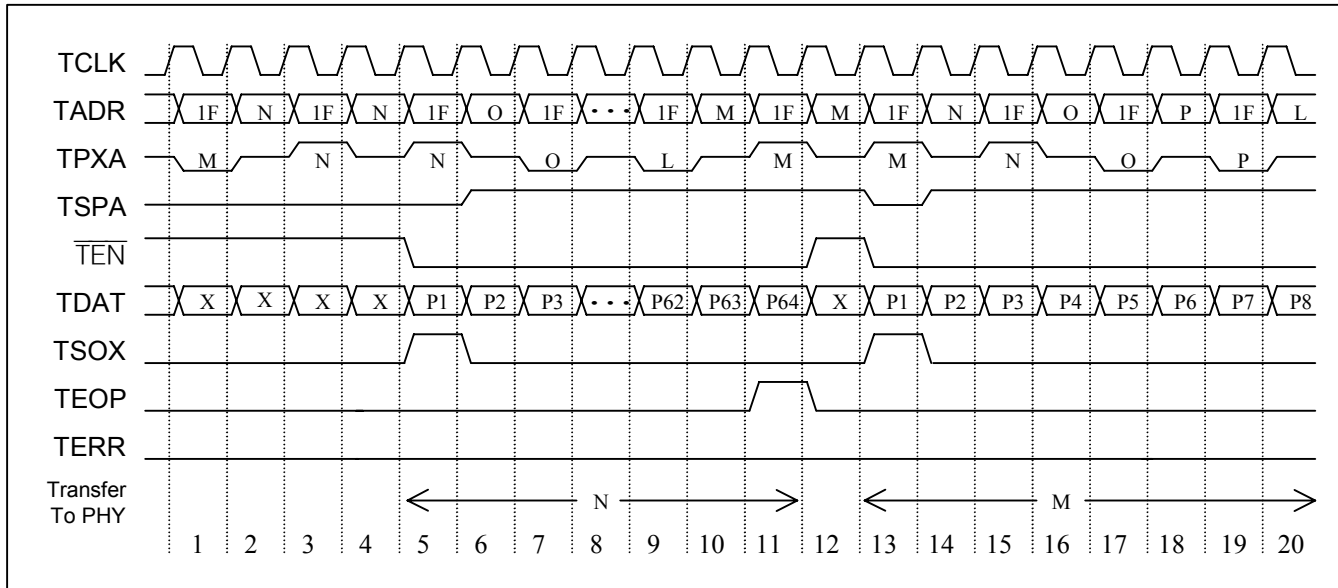 TCLK
TADR 1F N 1F N 1F O 1F ··· 1F M 1F M 1F N 1F O 1F P 1F L
TPXA M N N O L M M N O P
TSPA
TEN
TDAT X X X X P1 P2 P3 ··· P62 P63 P64 X P1 P2 P3 P4 P5 P6 P7 P8
TSOX
TEOP
TERR
Transfer
To PHY N M
1 2 3 4 5 6 7 8 9 10 11 12 13 14 15 16 17 18 19 20